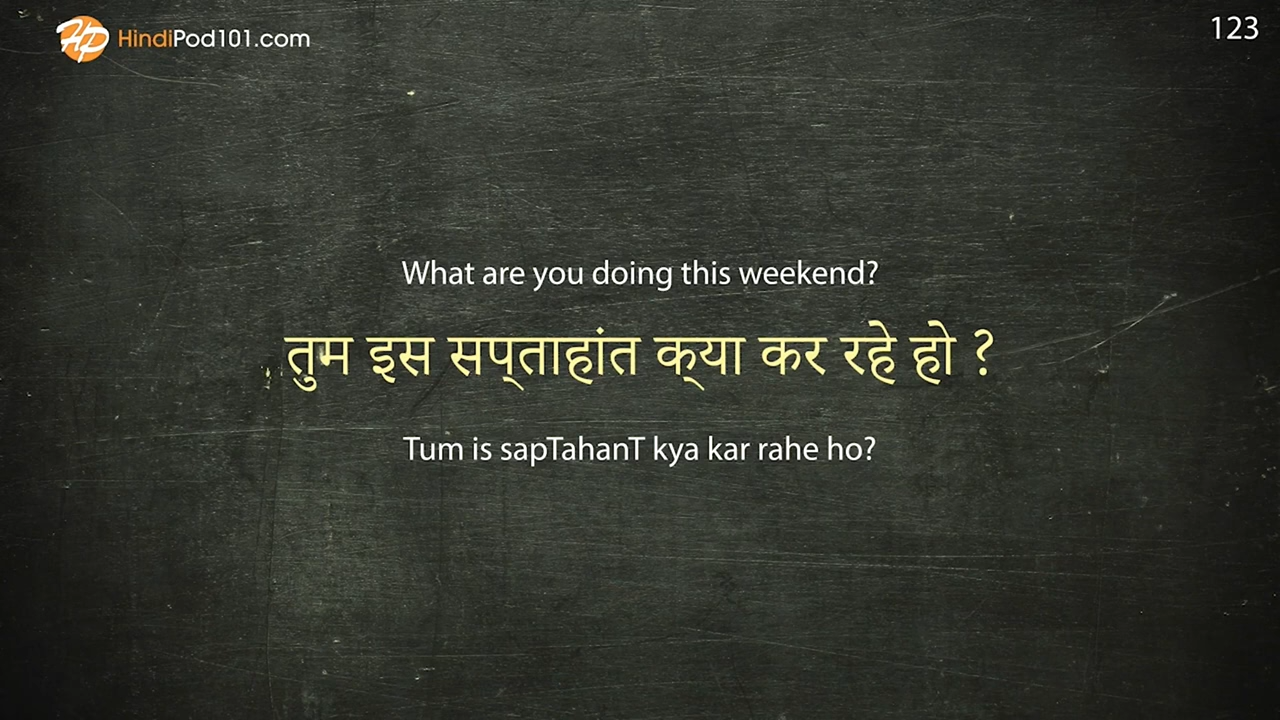 HP HindiPod101.com
123
What are you doing this weekend?
तुम इस सप्‌ताहांत क्‌या कर रहे हो ?
Tum is sapTahanT kya kar rahe ho?